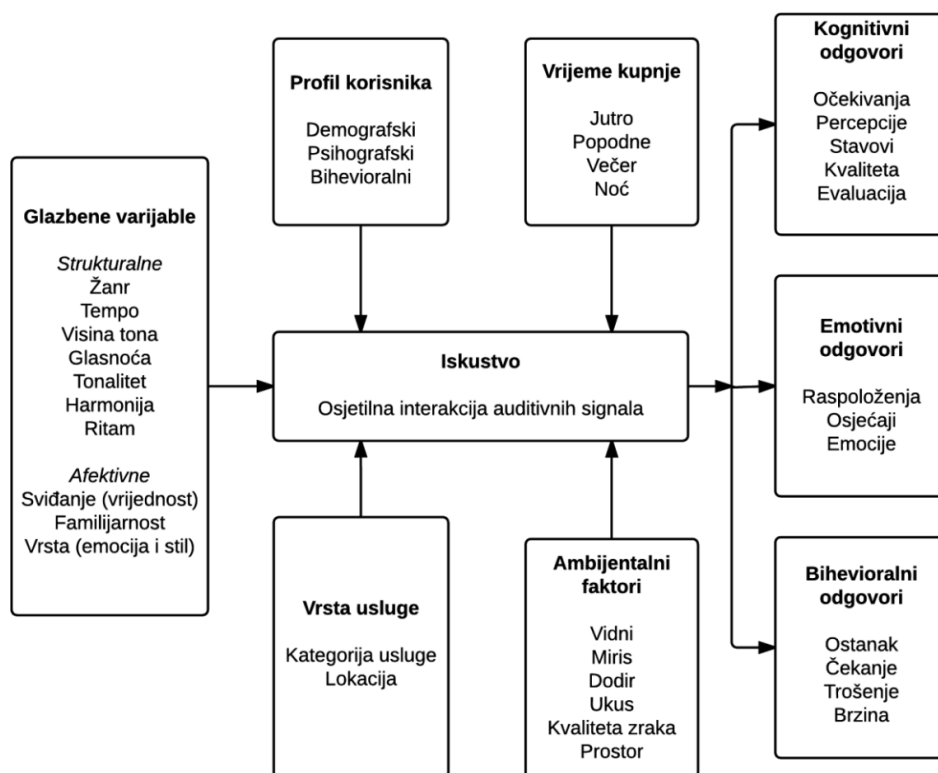 Glazbene varijable
Strukturalne
Žanr
Tempo
Visina tona
Glasnoća
Tonalitet
Harmonija
Ritam
Afektivne
Sviđanje (vrijednost)
Familijarnost
Vrsta (emocija i stil)
Profil korisnika
Demografski
Psihografski
Bihevioralni
Vrijeme kupnje
Jutro
Popodne
Večer
Noć
Iskustvo
Osjetilna interakcija auditivnih signala
Vrsta usluge
Kategorija usluge
Lokacija
Ambijentalni
faktori
Vidni
Miris
Dodir
Ukus
Kvaliteta zraka
Prostor
Kognitivni
odgovori
Očekivanja
Percepcije
Stavovi
Kvaliteta
Evaluacija
Emotivni
odgovori
Raspoloženja
Osjećaji
Emocije
Bihevioralni
odgovori
Ostanak
Čekanje
Trošenje
Brzina